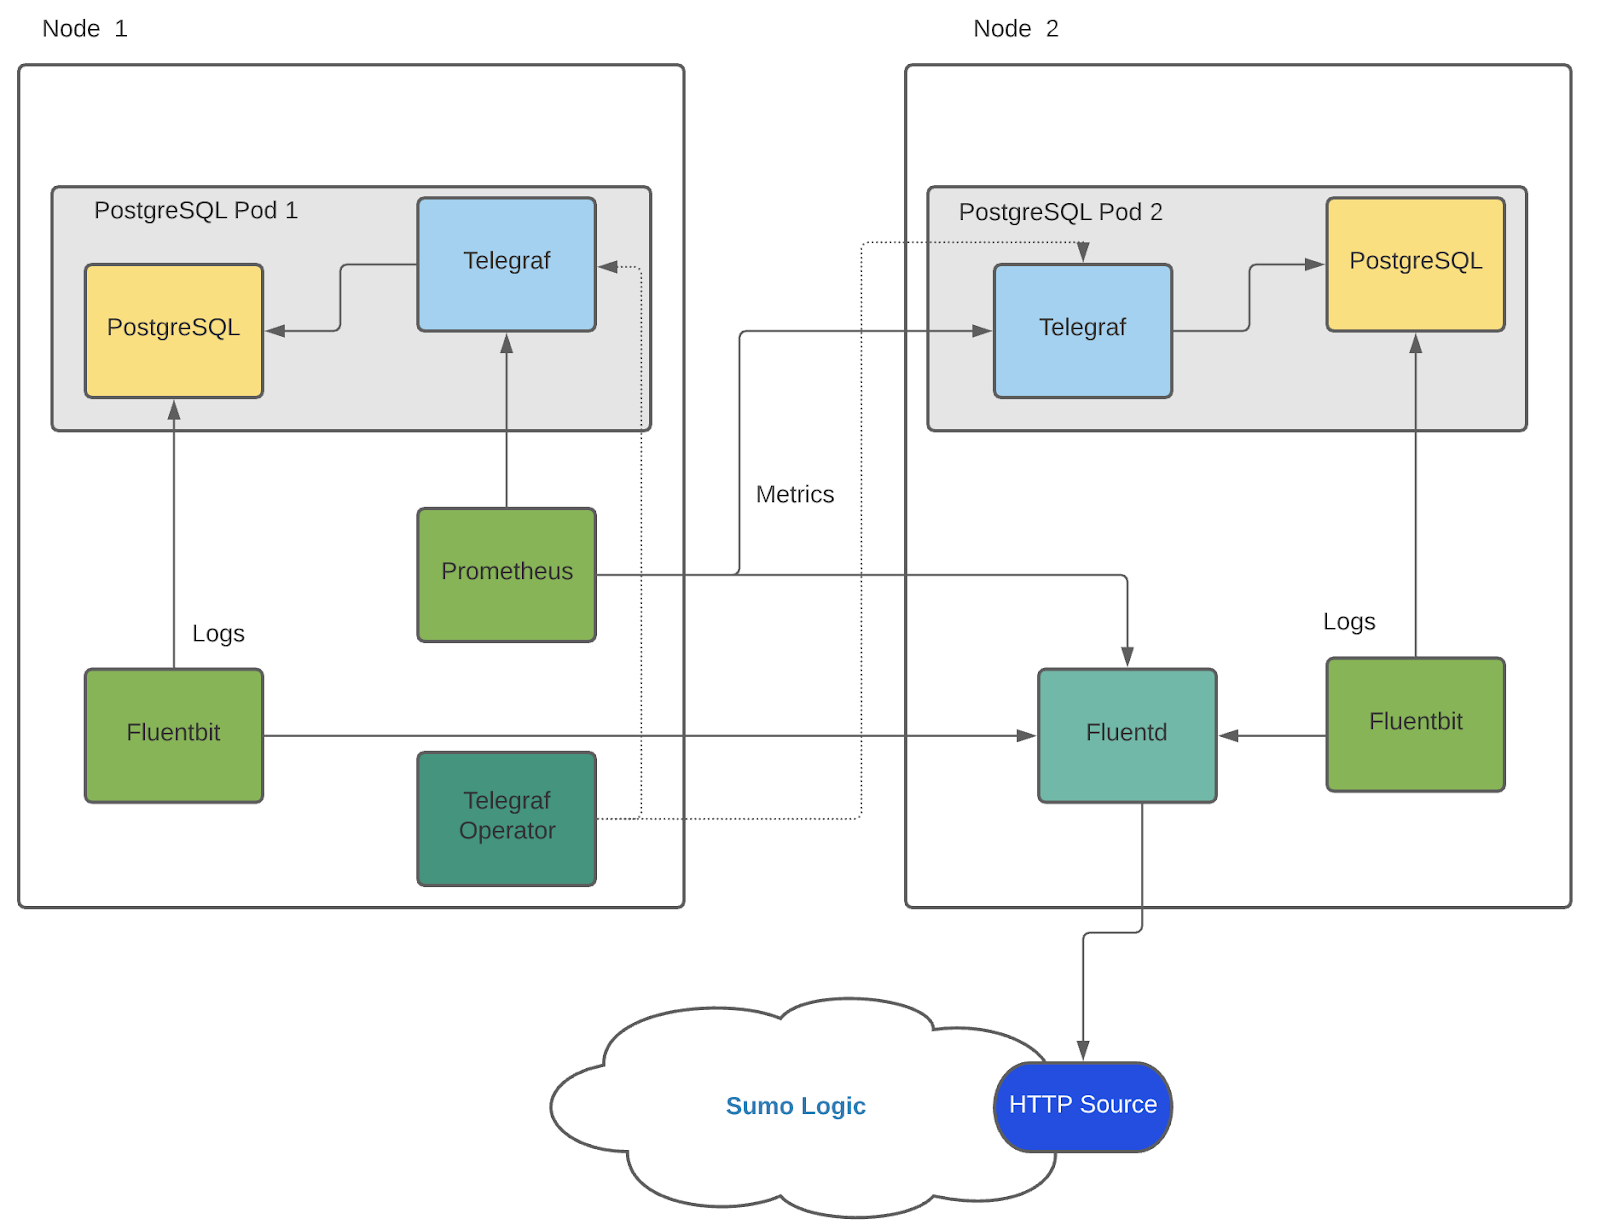 Node  1
Node  2
PostgreSQL Pod 1
Telegraf
PostgreSQL
PostgreSQL Pod 2
PostgreSQL
Telegraf
Metrics
Prometheus
Logs
Logs
Fluentbit
Fluentd
Fluentbit
Telegraf
Operator
Sumo Logic
HTTP Source